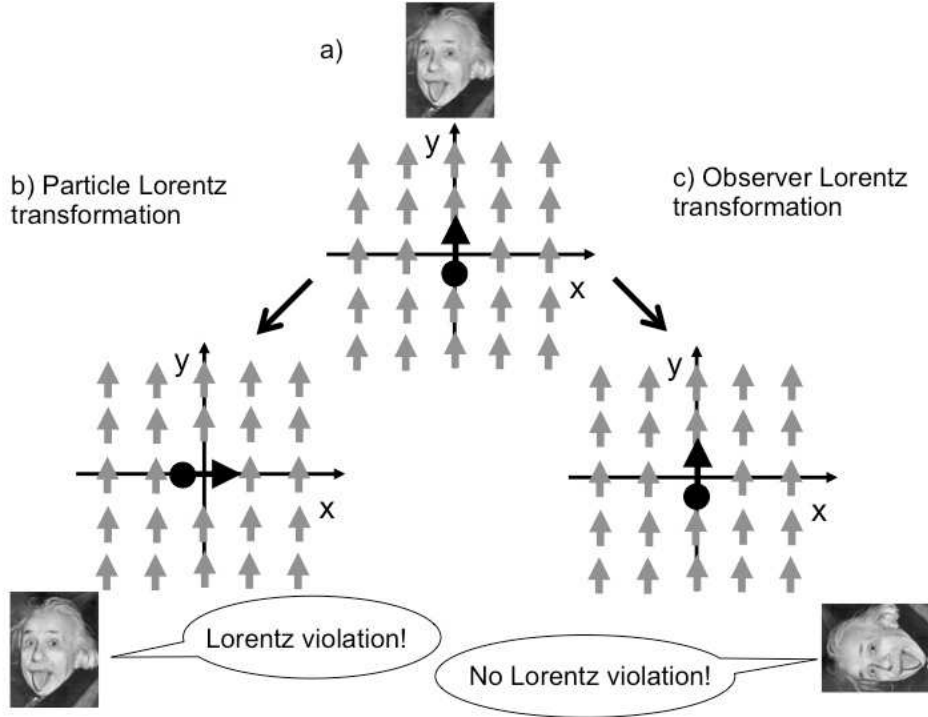 a)
y
b) Particle Lorentz
transformation
c) Observer Lorentz
transformation
x
y
x
y
x
Lorentz violation!
No Lorentz violation!